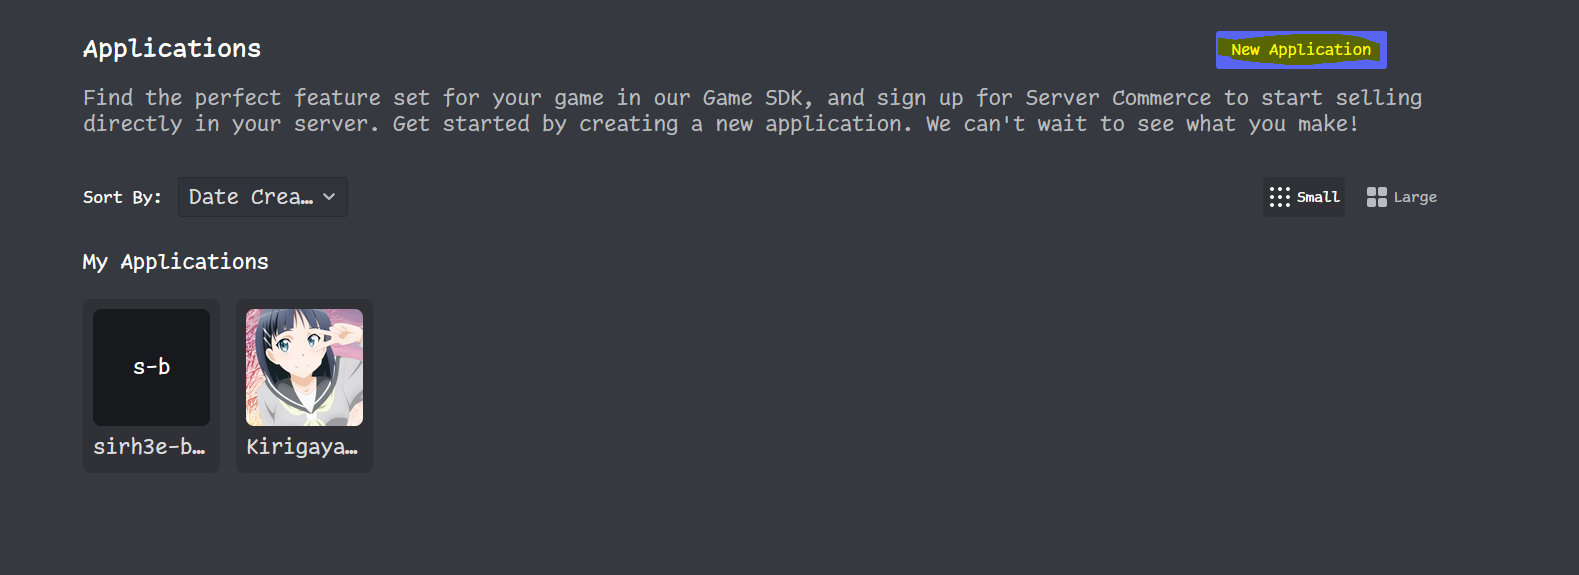 Applications
New Application
Find the perfect feature set for your game in our Game SDK, and sign up for Server Commerce to start selling
directly in your server. Get started by creating a new application. We can't wait to see what you make!
Sort By: Date Crea…
Small Large
My Applications
s-b
sirh3e-b…
Kirigaya…